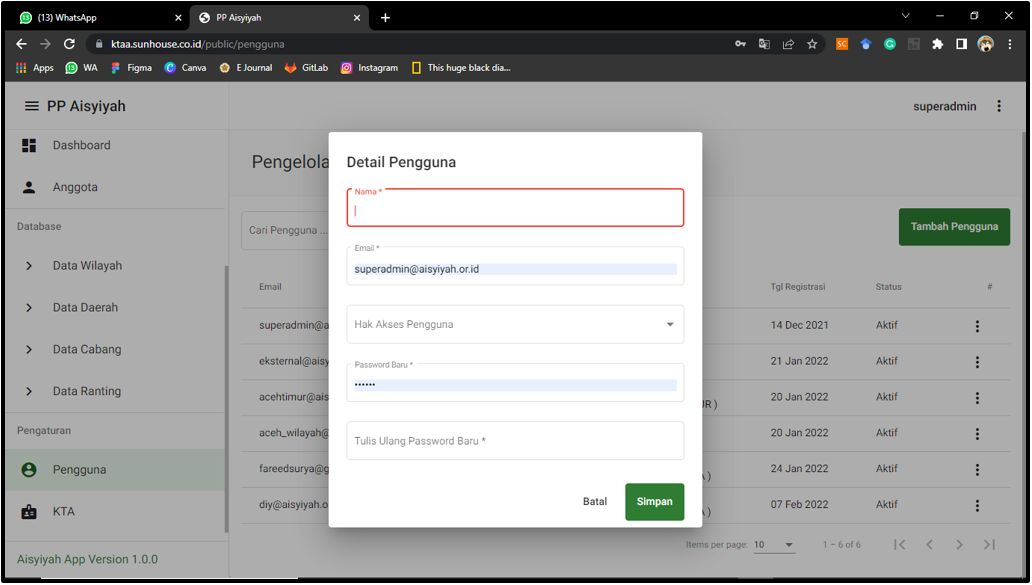 (13) WhatsApp
PP Aisyiyah
ktaa.sunhouse.co.id/public/pengguna
Apps
WA
Figma
Canva
E Journal
GitLab
Instagram
This huge black dia...
PP Aisyiyah
superadmin
Dashboard
Anggota
Database
Data Wilayah
Data Daerah
Data Cabang
Data Ranting
Pengaturan
Pengguna
KTA
Aisyiyah App Version 1.0.0
Pengelola
Cari Pengguna ...
Tambah Pengguna
Email Tgl Registrasi Status #
superadmin@a 14 Dec 2021 Aktif
eksternal@aisy 21 Jan 2022 Aktif
acehtimur@ais UR ) 20 Jan 2022 Aktif
aceh_wilayah@ 20 Jan 2022 Aktif
fareedsurya@g A ) 24 Jan 2022 Aktif
diy@aisyiyah.o A ) 07 Feb 2022 Aktif
Items per page: 10 1 – 6 of 6
Detail Pengguna
Nama *
Email *
superadmin@aisyiyah.or.id
Hak Akses Pengguna
Password Baru *
••••••
Tulis Ulang Password Baru *
Batal
Simpan